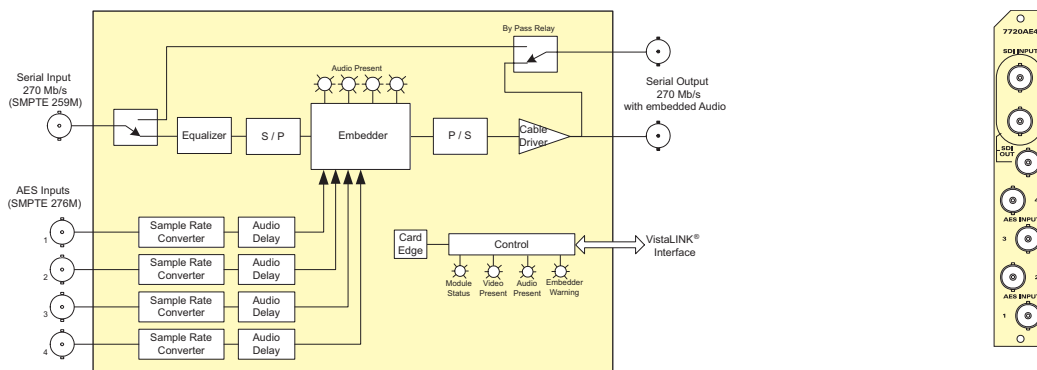 By Pass Relay
Serial Input
270 Mb/s
(SMPTE 259M)
Audio Present
Serial Output
270 Mb/s
with embedded Audio
Equalizer
S / P
Embedder
P / S
Cable
Driver
AES Inputs
(SMPTE 276M)
1
Sample Rate
Converter
Audio
Delay
2
Sample Rate
Converter
Audio
Delay
3
Sample Rate
Converter
Audio
Delay
4
Sample Rate
Converter
Audio
Delay
Card
Edge
Control
VistaLINK®
Interface
Module
Status
Video
Present
Audio
Present
Embedder
Warning
7720AE4
SDI INPUT
SDI
OUT
4
AES INPUT
3
2
AES INPUT
1